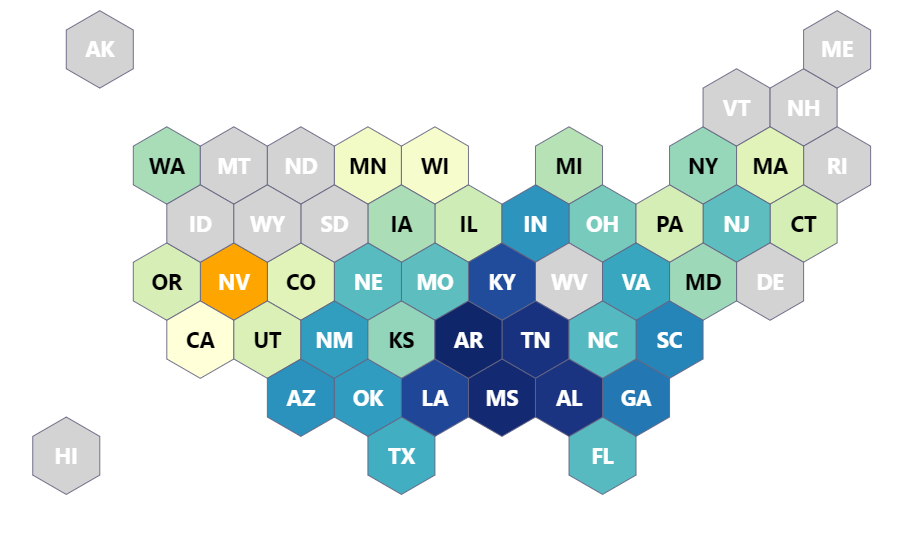 AK
ME
VT NH
WA MT ND MN WI MI NY MA RI
ID WY SD IA IL IN OH PA NJ CT
OR NV CO NE MO KY WV VA MD DE
CA UT NM KS AR TN NC SC
AZ OK LA MS AL GA
HI TX FL